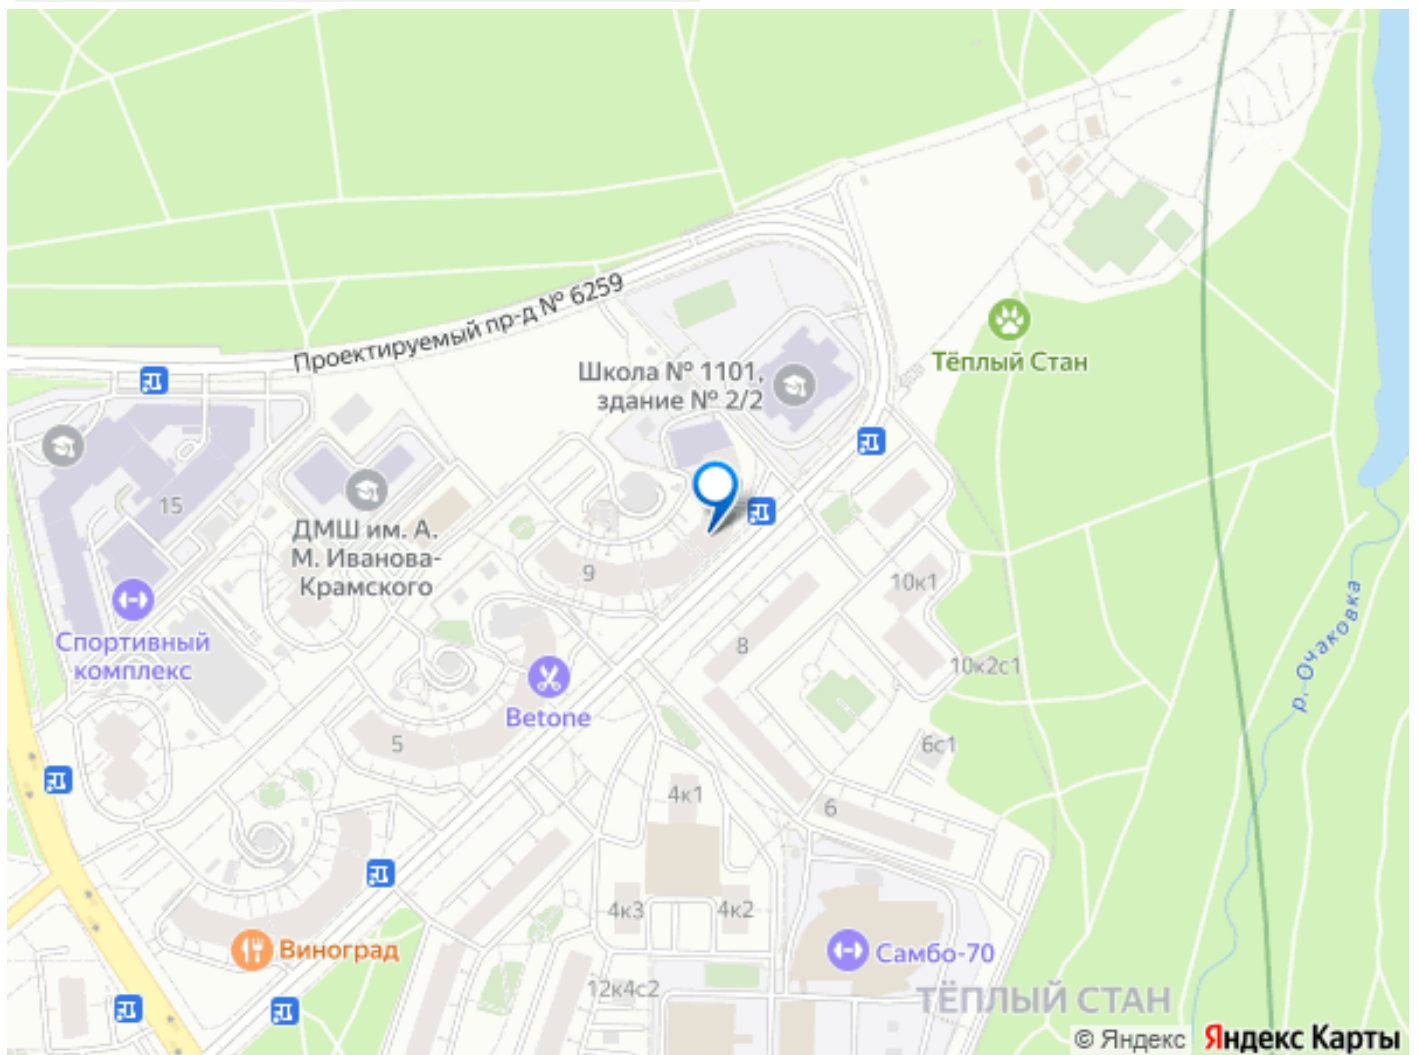 Проектируемый пр-д № 6259
Тёплый Стан
Школа № 1101,
здание № 2/2
15
ДМШ им. А.
М. Иванова-
Крамского
9
10к1
Спортивный
комплекс
8
10к2с1
р. Очаковка
Betone
5
6с1
4к1
6
4к3
4к2
Виноград
Самбо-70
12к4с2
ТЁПЛЫЙ СТАН
© Яндекс Яндекс Карты